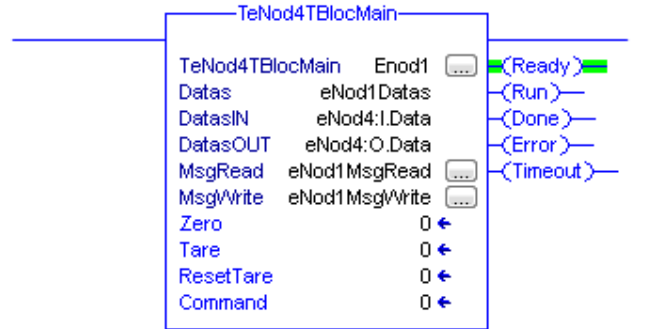 TeNod4TBlocMain
TeNod4TBlocMain Enod1 ... (Ready)
Datas eNod1Datas (Run)
DatasIN eNod4:I.Data (Done)
DatasOUT eNod4:O.Data (Error)
MsgRead eNod1MsgRead ... (Timeout)
MsgWrite eNod1MsgWrite ...
Zero 0
Tare 0
ResetTare 0
Command 0